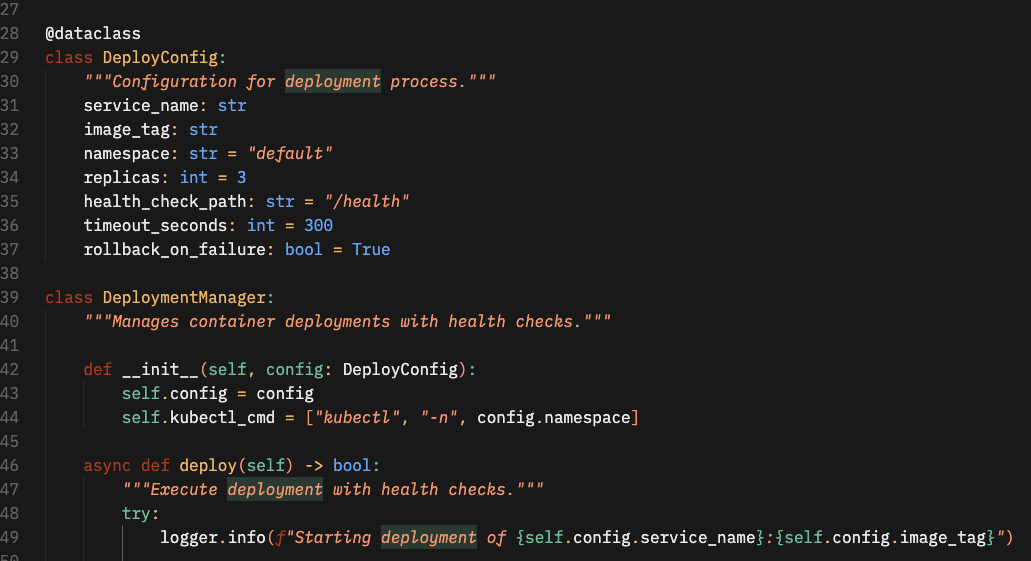 27
28 @dataclass
29 class DeployConfig:
30     """Configuration for deployment process."""
31     service_name: str
32     image_tag: str
33     namespace: str = "default"
34     replicas: int = 3
35     health_check_path: str = "/health"
36     timeout_seconds: int = 300
37     rollback_on_failure: bool = True
38
39 class DeploymentManager:
40     """Manages container deployments with health checks."""
41
42     def __init__(self, config: DeployConfig):
43         self.config = config
44         self.kubectl_cmd = ["kubectl", "-n", config.namespace]
45
46     async def deploy(self) -> bool:
47         """Execute deployment with health checks."""
48         try:
49             logger.info(f"Starting deployment of {self.config.service_name}:{self.config.image_tag}")